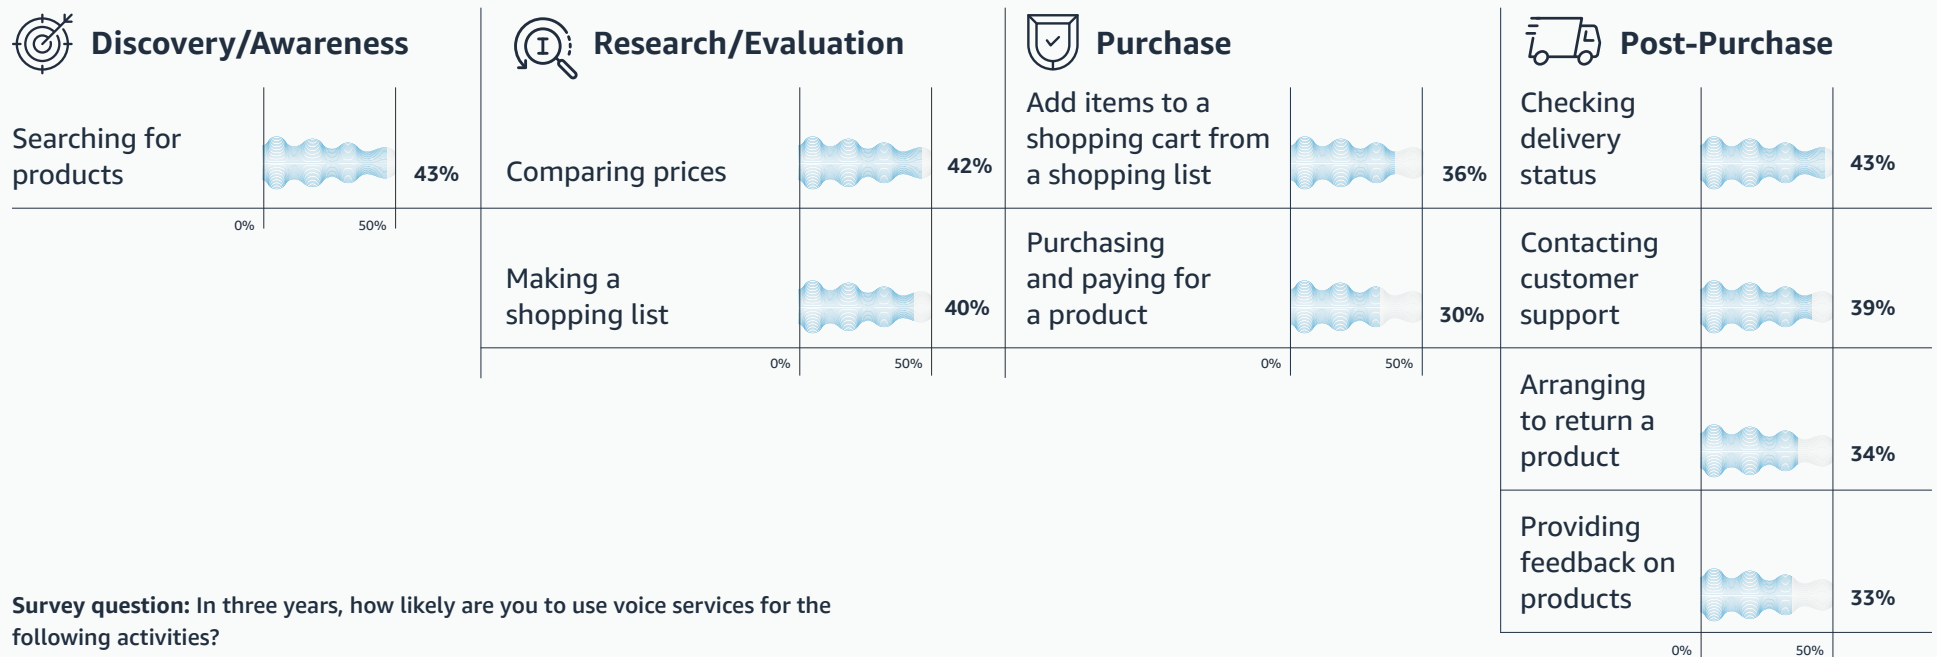 Discovery/Awareness
Searching for
products
43%
0%
50%
Research/Evaluation
Comparing prices
42%
Making a
shopping list
40%
0%
50%
Purchase
Add items to a
shopping cart from
a shopping list
36%
Purchasing
and paying for
a product
30%
0%
50%
Post-Purchase
Checking
delivery
status
43%
Contacting
customer
support
39%
Arranging
to return a
product
34%
Providing
feedback on
products
33%
0%
50%
Survey question: In three years, how likely are you to use voice services for the
following activities?